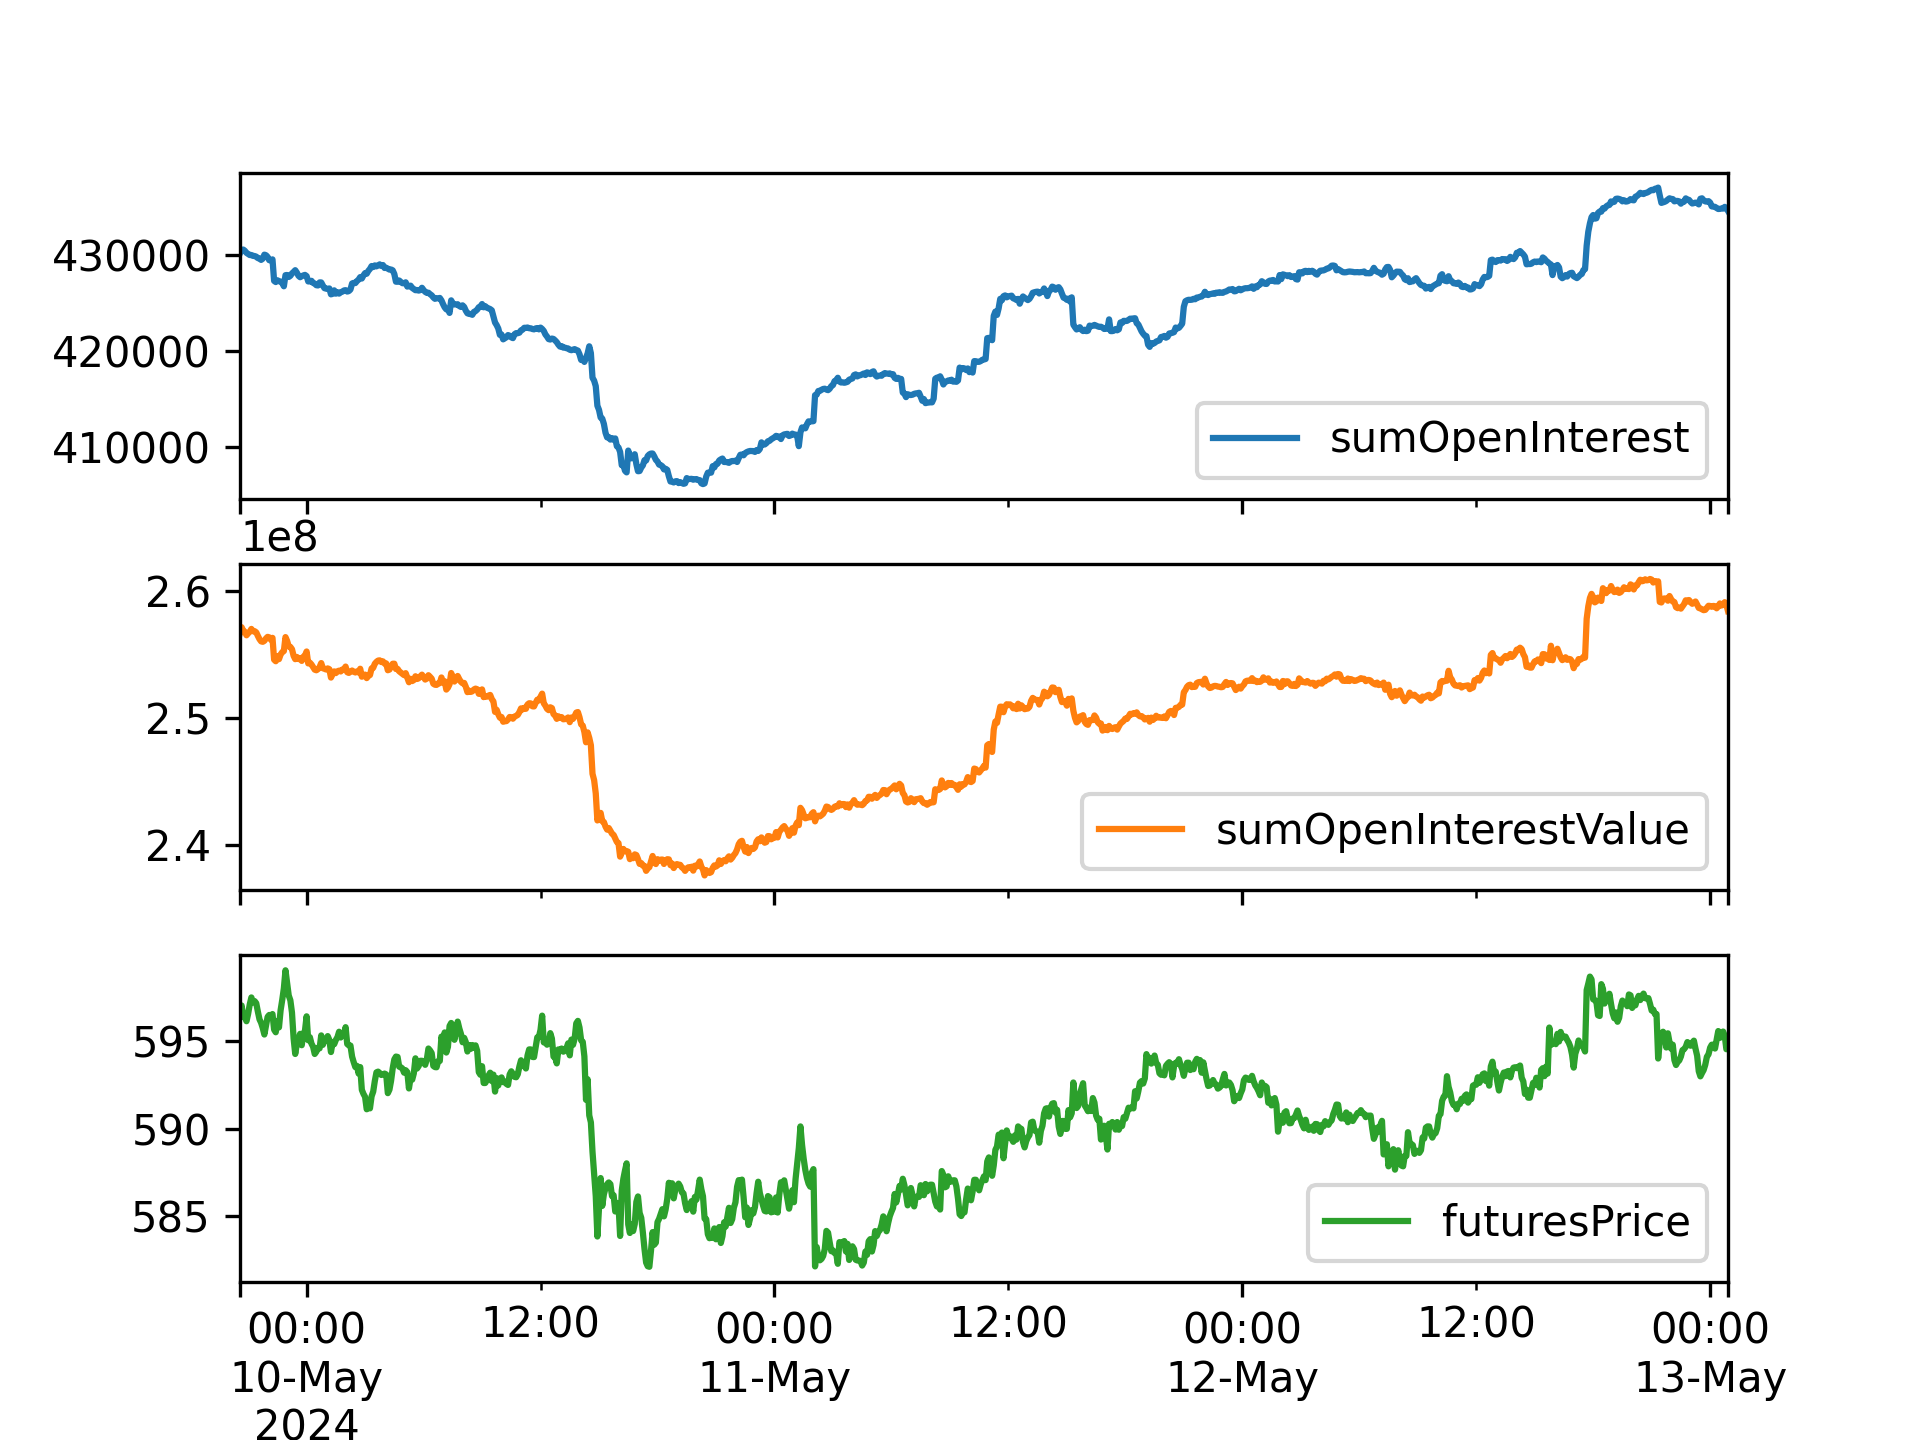 430000
420000
410000
sumOpenInterest
1e8
2.6
2.5
2.4
sumOpenInterestValue
595
590
585
futuresPrice
00:00 12:00 00:00 12:00 00:00 12:00 00:00
10-May 11-May 12-May 13-May
2024